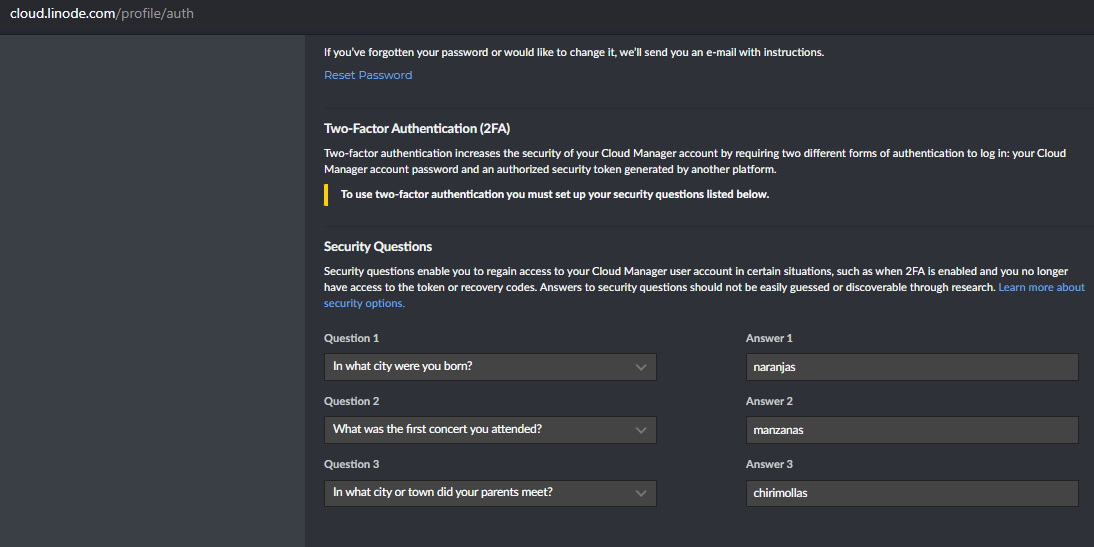 cloud.linode.com/profile/auth
If you've forgotten your password or would like to change it, we'll send you an e-mail with instructions.
Reset Password
Two-Factor Authentication (2FA)
Two-factor authentication increases the security of your Cloud Manager account by requiring two different forms of authentication to log in: your Cloud
Manager account password and an authorized security token generated by another platform.
To use two-factor authentication you must set up your security questions listed below.
Security Questions
Security questions enable you to regain access to your Cloud Manager user account in certain situations, such as when 2FA is enabled and you no longer
have access to the token or recovery codes. Answers to security questions should not be easily guessed or discoverable through research. Learn more about
security options.
Question 1 Answer 1
In what city were you born? naranjas
Question 2 Answer 2
What was the first concert you attended? manzanas
Question 3 Answer 3
In what city or town did your parents meet? chirimollas